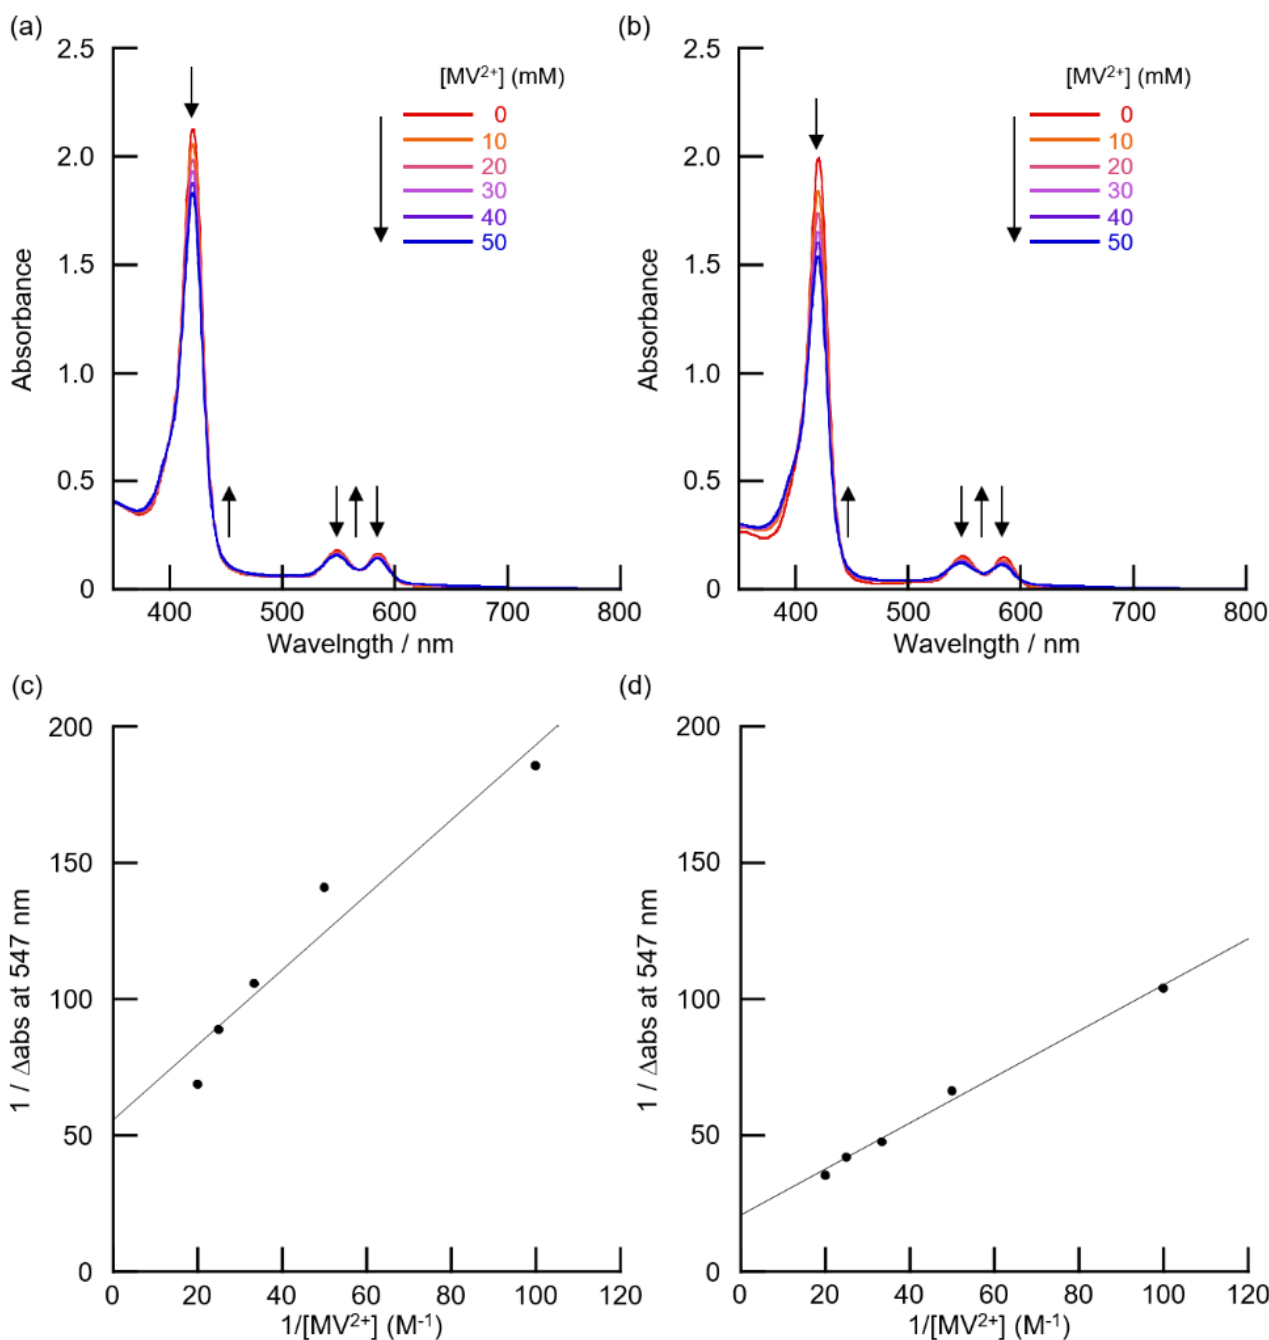 (a)
2.5
2.0
1.5
1.0
0.5
0
Absorbance
[MV²⁺] (mM)
0
10
20
30
40
50
400 500 600 700 800
Wavelngth / nm
(b)
2.5
2.0
1.5
1.0
0.5
0
Absorbance
[MV²⁺] (mM)
0
10
20
30
40
50
400 500 600 700 800
Wavelngth / nm
(c)
200
150
100
50
0
1 / Δabs at 547 nm
0 20 40 60 80 100 120
1/[MV²⁺] (M⁻¹)
(d)
200
150
100
50
0
1 / Δabs at 547 nm
0 20 40 60 80 100 120
1/[MV²⁺] (M⁻¹)